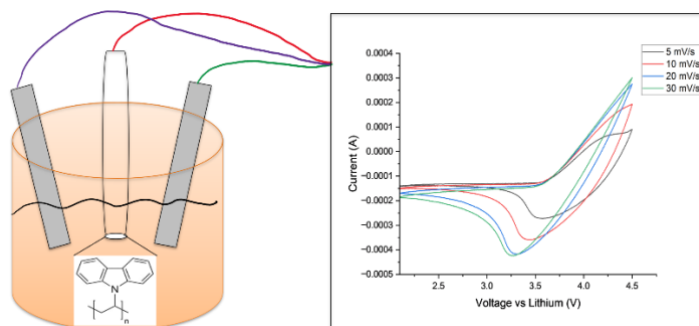 N
n
0.0004
0.0003
0.0002
0.0001
0.0000
-0.0001
-0.0002
-0.0003
-0.0004
-0.0005
Current (A)
5 mV/s
10 mV/s
20 mV/s
30 mV/s
2.5 3.0 3.5 4.0 4.5
Voltage vs Lithium (V)